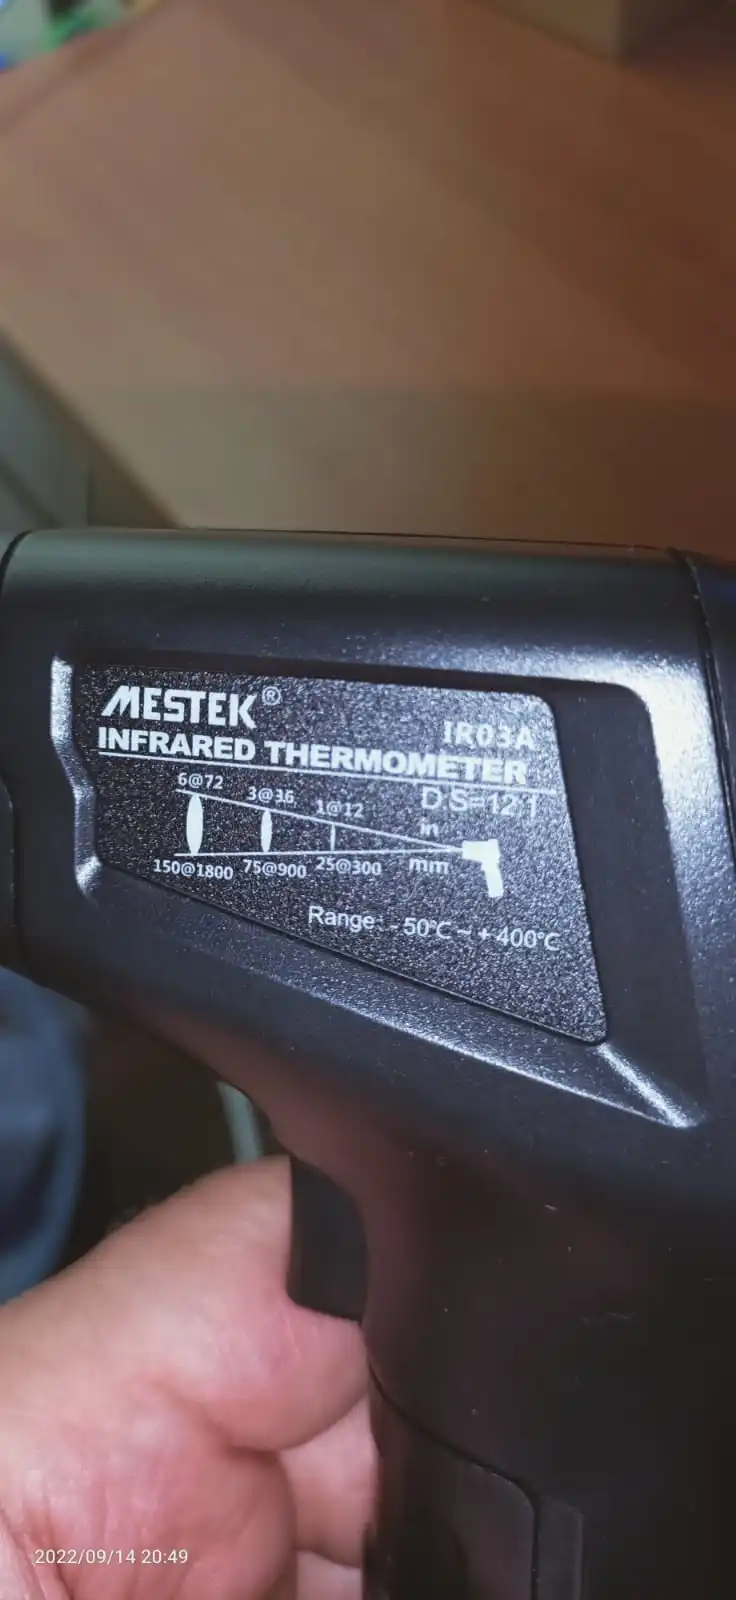 MESTEK®
IR03A
INFRARED THERMOMETER
D:S=12:1
6@72 3@36 1@12 in
150@1800 75@900 25@300 mm
Range: -50℃ ~ +400℃
2022/09/14 20:49